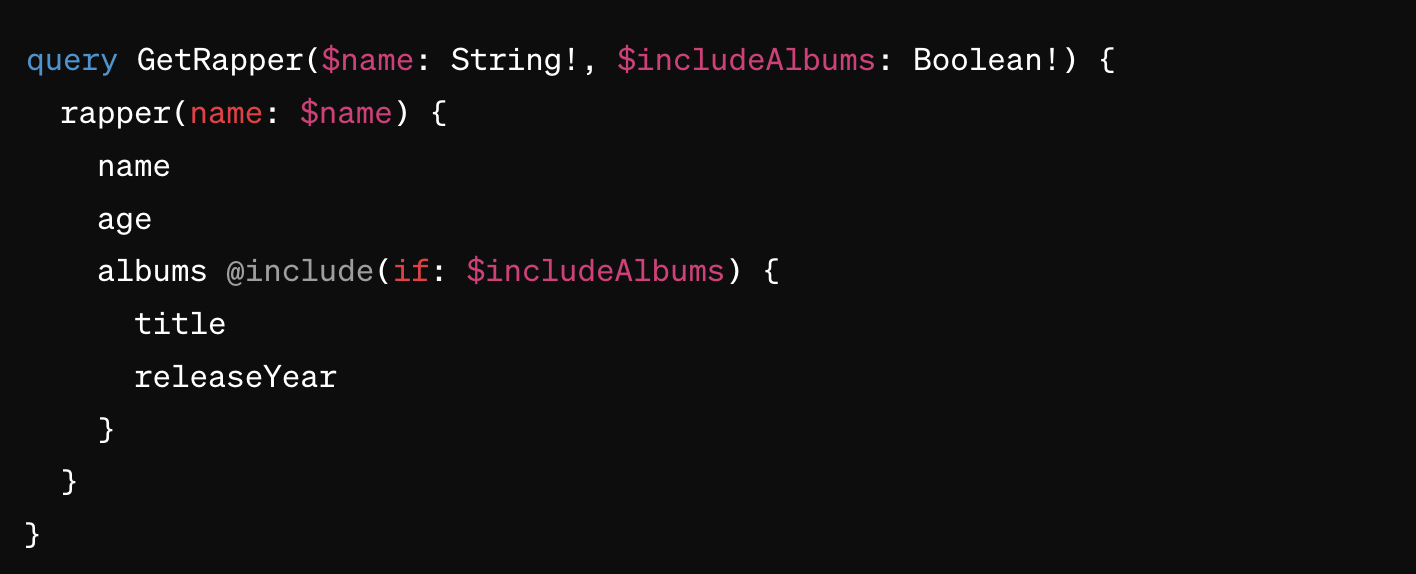 query GetRapper($name: String!, $includeAlbums: Boolean!) {
  rapper(name: $name) {
    name
    age
    albums @include(if: $includeAlbums) {
      title
      releaseYear
    }
  }
}